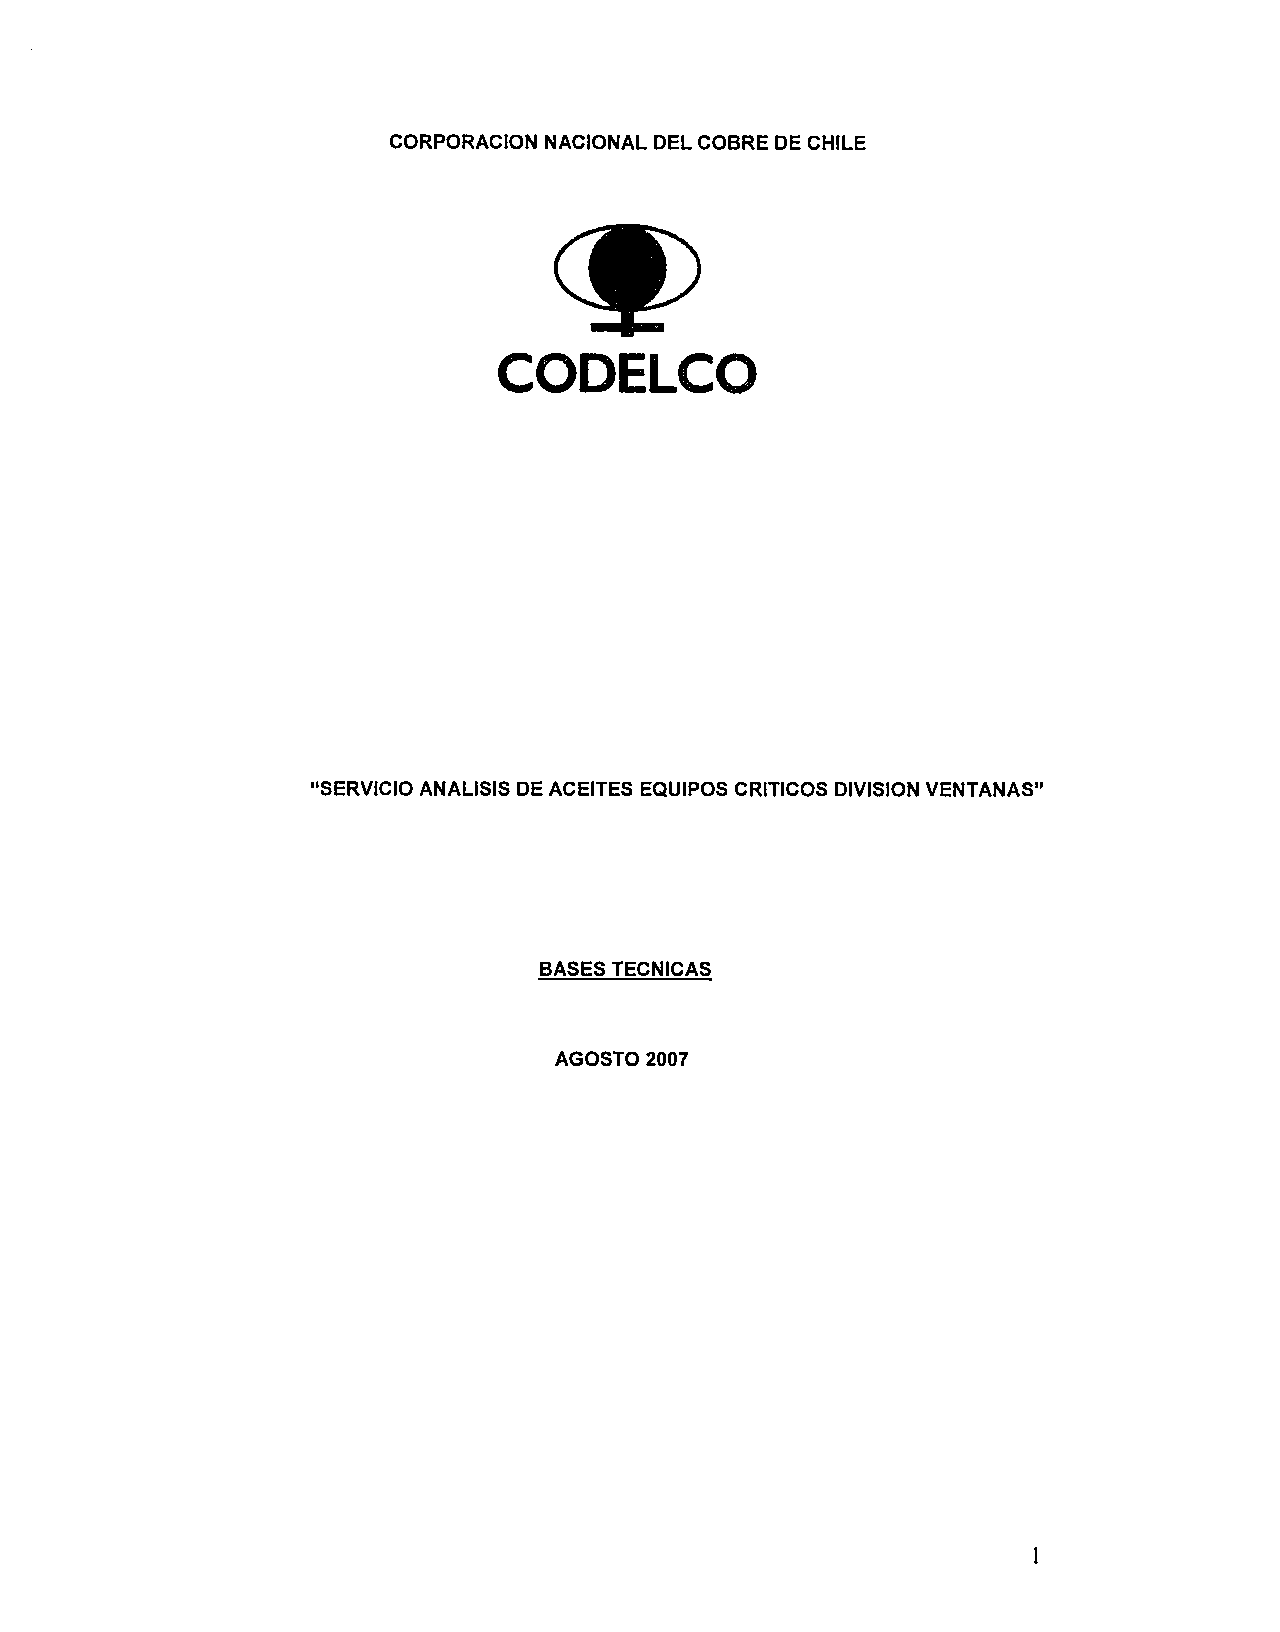 CORPORACION NACIONAL DEL COBRE DE CHILE
CODELCO
"SERVICIO ANALISIS DE ACEITES EQUIPOS CRITICOS DIVISION VENTANAS"
BASES TECNICAS
AGOSTO 2007
1